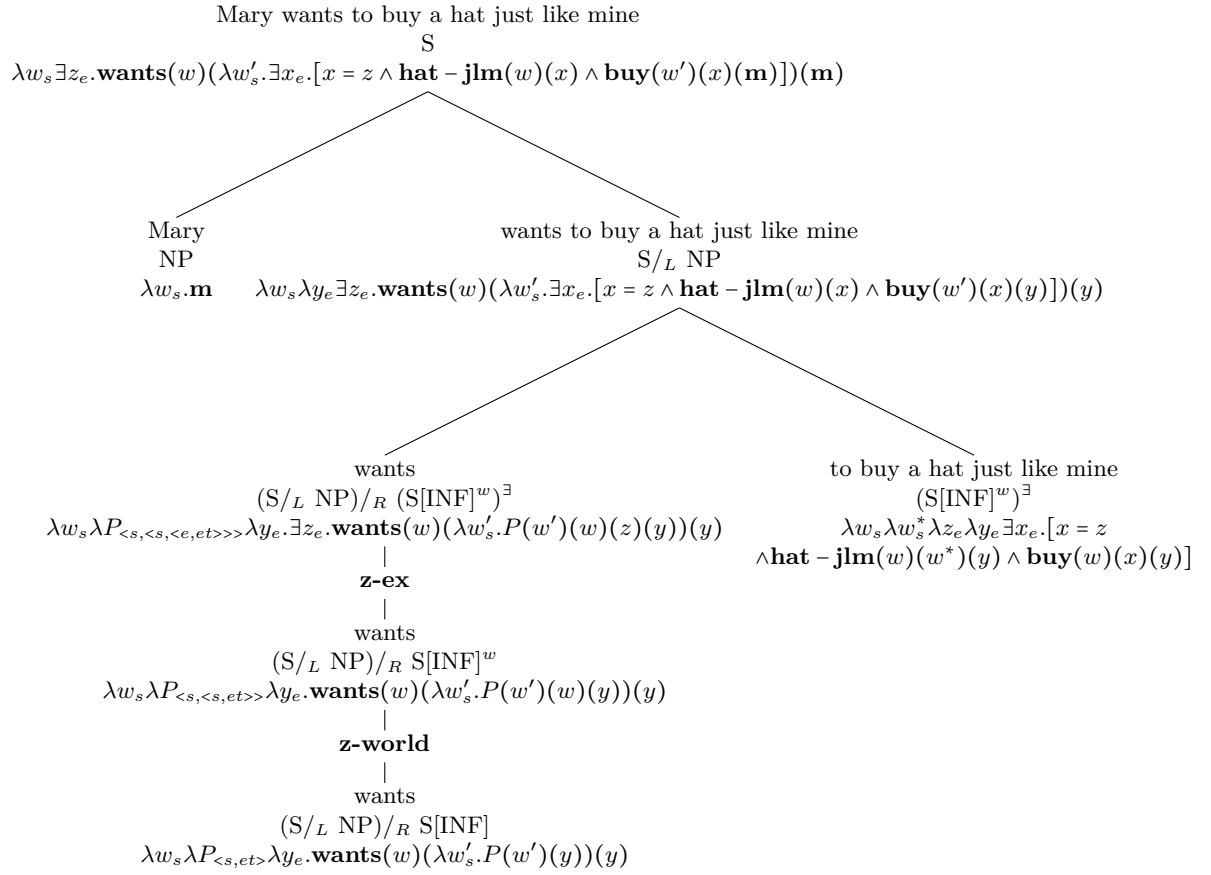 Mary wants to buy a hat just like mine
S
λw_s∃z_e.wants(w)(λw′_s.∃x_e.[x = z ∧ hat − jlm(w)(x) ∧ buy(w′)(x)(m)])(m)
Mary
NP
λw_s.m
wants to buy a hat just like mine
S/_L NP
λw_sλy_e∃z_e.wants(w)(λw′_s.∃x_e.[x = z ∧ hat − jlm(w)(x) ∧ buy(w′)(x)(y)])(y)
wants
(S/_L NP)/_R (S[INF]^w)^∃
λw_sλP_<s,<s,<e,et>>>λy_e.∃z_e.wants(w)(λw′_s.P(w′)(w)(z)(y))(y)
z-ex
wants
(S/_L NP)/_R S[INF]^w
λw_sλP_<s,<s,et>>λy_e.wants(w)(λw′_s.P(w′)(w)(y))(y)
z-world
wants
(S/_L NP)/_R S[INF]
λw_sλP_<s,et>λy_e.wants(w)(λw′_s.P(w′)(y))(y)
to buy a hat just like mine
(S[INF]^w)^∃
λw_sλw*_sλz_eλy_e∃x_e.[x = z
∧hat − jlm(w)(w*)(y) ∧ buy(w)(x)(y)]